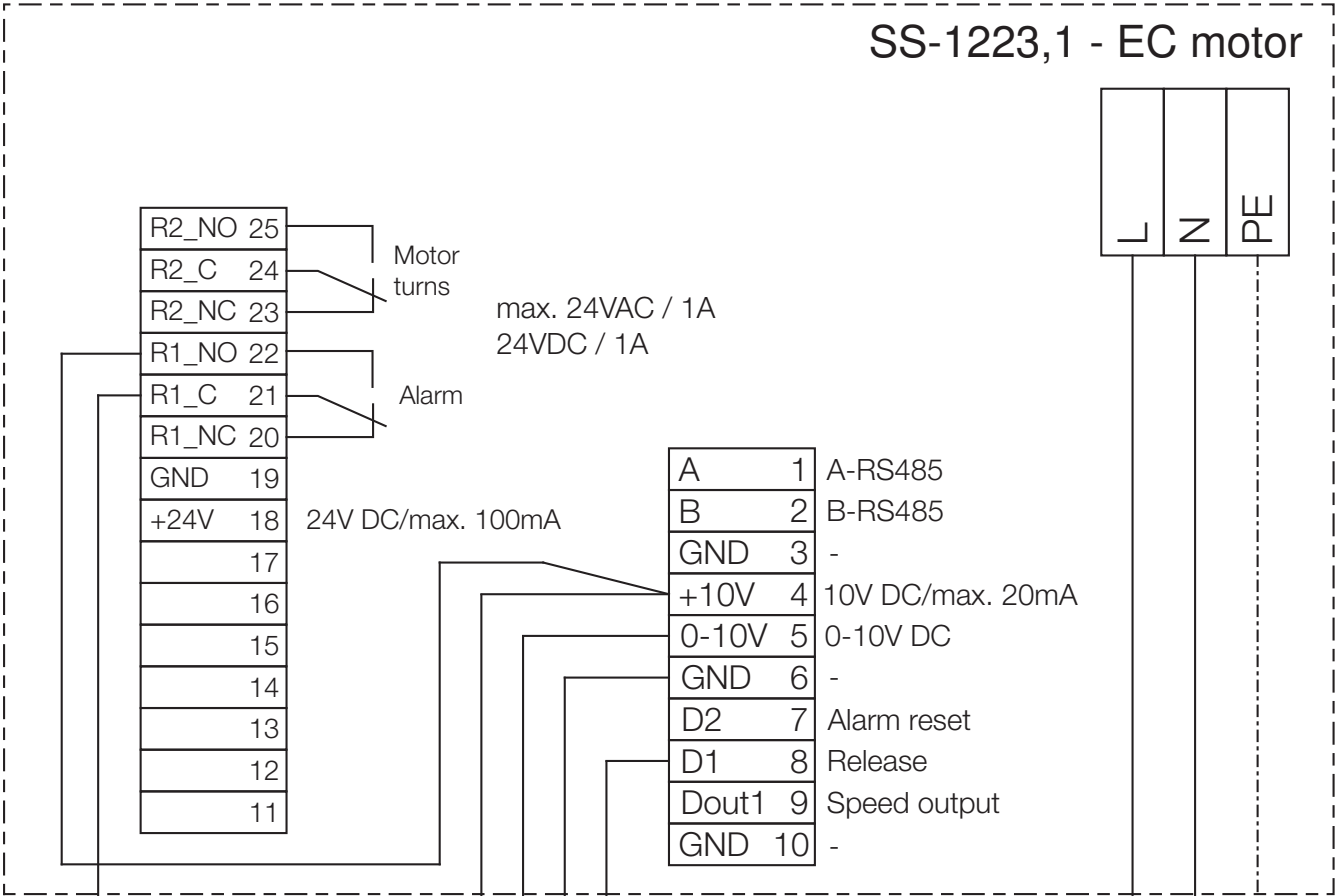 SS-1223,1 - EC motor
L
N
PE
R2_NO 25
R2_C 24
R2_NC 23
R1_NO 22
R1_C 21
R1_NC 20
GND 19
+24V 18
17
16
15
14
13
12
11
Motor
turns
max. 24VAC / 1A
24VDC / 1A
Alarm
24V DC/max. 100mA
A 1 A-RS485
B 2 B-RS485
GND 3 -
+10V 4 10V DC/max. 20mA
0-10V 5 0-10V DC
GND 6 -
D2 7 Alarm reset
D1 8 Release
Dout1 9 Speed output
GND 10 -